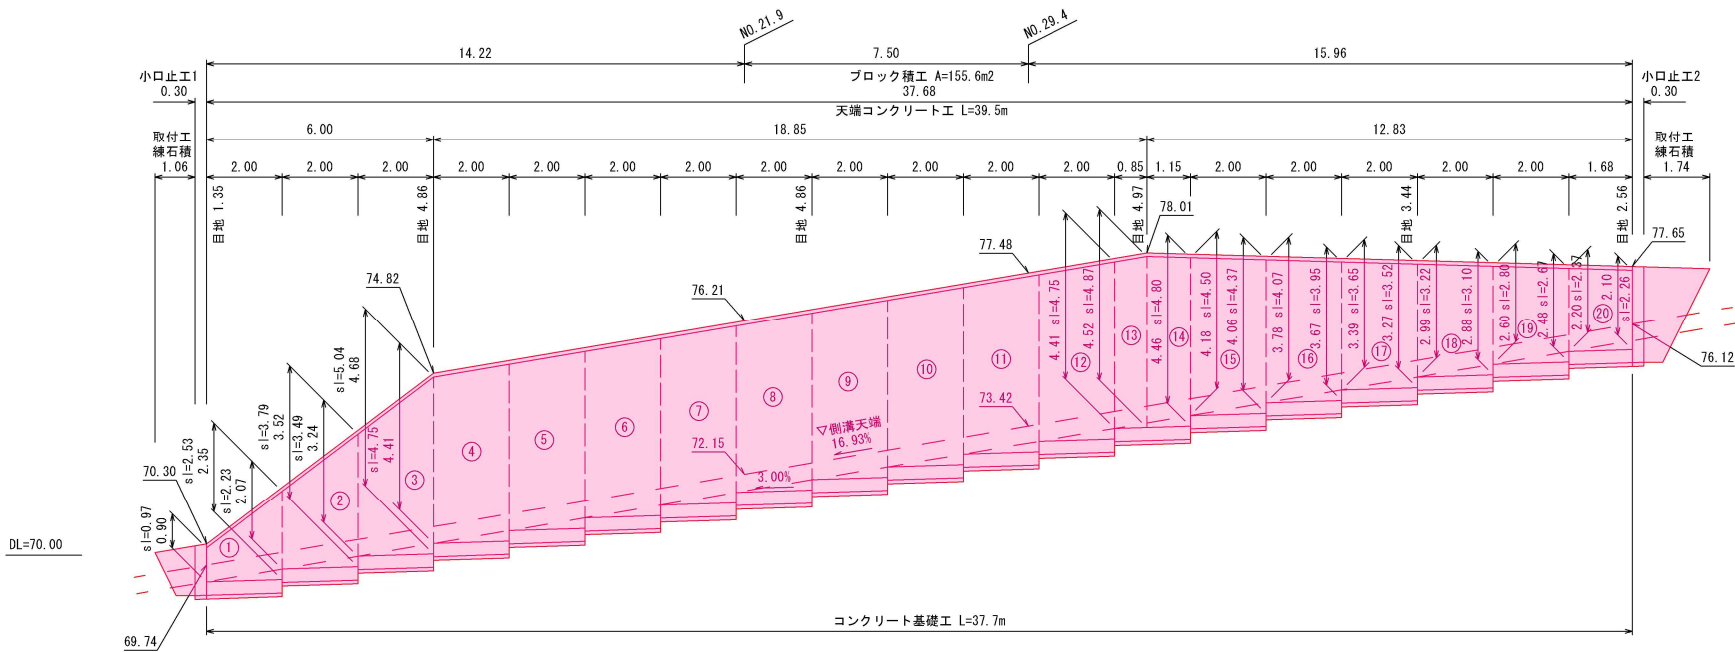 NO.21.9
NO.29.4
14.22
7.50
15.96
小口止工1
ブロック積工 A=155.6m2
小口止工2
0.30
37.68
0.30
天端コンクリート工 L=39.5m
6.00
18.85
12.83
取付工
練石積
取付工
練石積
1.06
2.00
2.00
2.00
2.00
2.00
2.00
2.00
2.00
2.00
2.00
2.00
2.00
0.85
1.15
2.00
2.00
2.00
2.00
2.00
1.68
1.74
目地 1.35
目地 4.86
目地 4.86
目地 4.97
目地 3.44
目地 2.56
78.01
77.65
77.48
74.82
76.21
70.30
sl=0.97
0.90
sl=2.53
2.35
sl=2.23
2.07
sl=3.79
3.52
sl=3.49
3.24
sl=5.04
4.68
sl=4.75
4.41
4.41 sl=4.75
4.52 sl=4.87
4.46 sl=4.80
4.18 sl=4.50
4.06 sl=4.37
3.78 sl=4.07
3.67 sl=3.95
3.39 sl=3.65
3.27 sl=3.52
2.99 sl=3.22
2.88 sl=3.10
2.60 sl=2.80
2.48 sl=2.67
2.20 sl=2.37
2.10
sl=2.26
①
②
③
④
⑤
⑥
⑦
⑧
⑨
⑩
⑪
⑫
⑬
⑭
⑮
⑯
⑰
⑱
⑲
⑳
76.12
73.42
▽側溝天端
16.93%
72.15
3.00%
DL=70.00
69.74
コンクリート基礎工 L=37.7m